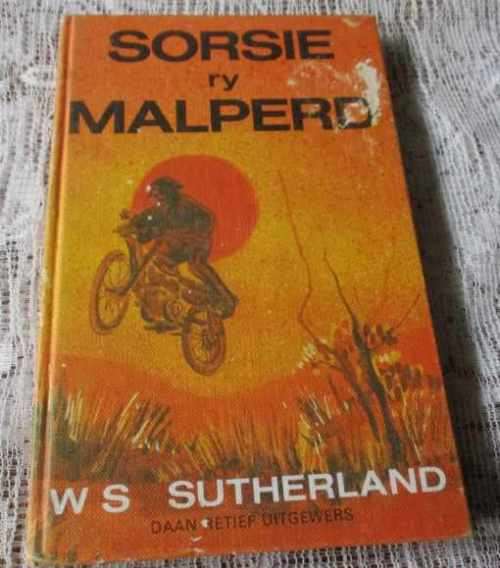 SORSIE
ry
MALPERD
W S SUTHERLAND
DAAN RETIEF UITGEWERS